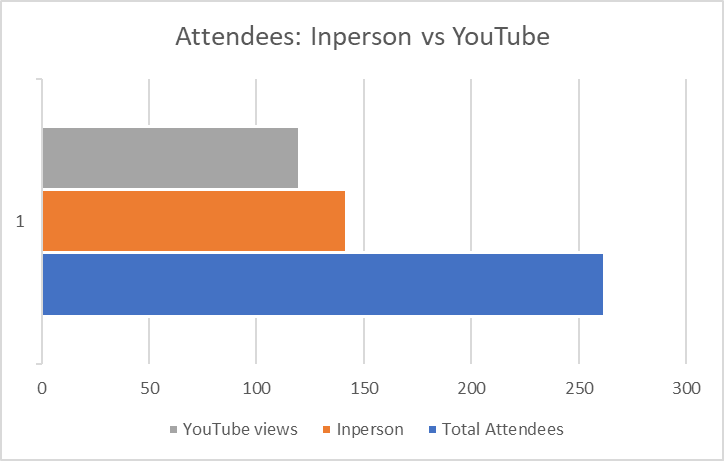 Attendees: Inperson vs YouTube
1
0 50 100 150 200 250 300
YouTube views Inperson Total Attendees